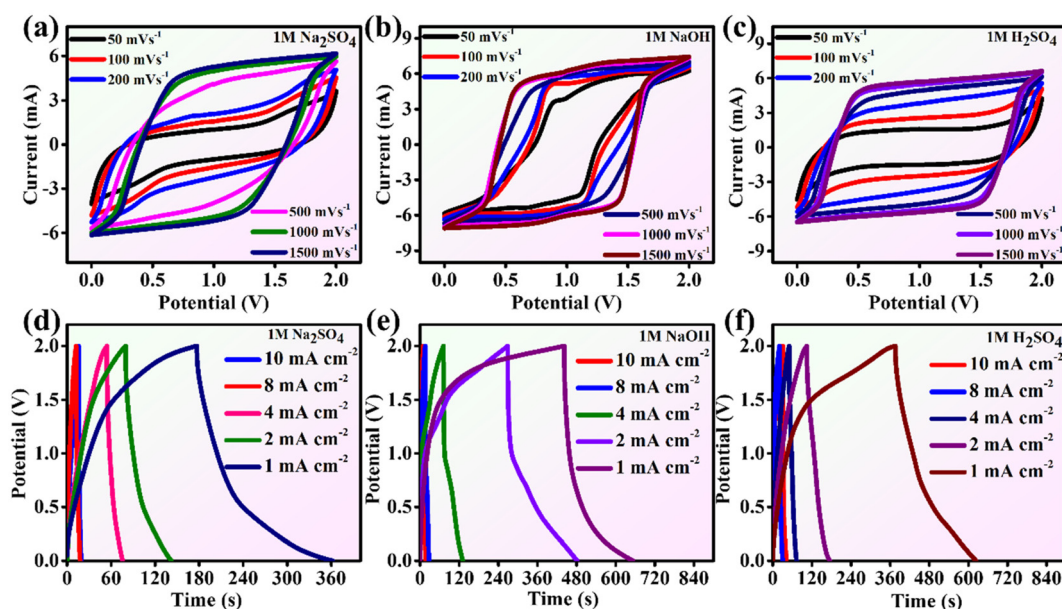 (a)
50 mVs⁻¹
1M Na₂SO₄
100 mVs⁻¹
200 mVs⁻¹
500 mVs⁻¹
1000 mVs⁻¹
1500 mVs⁻¹
Current (mA)
6
3
0
-3
-6
0.0 0.5 1.0 1.5 2.0
Potential (V)
(b)
50 mVs⁻¹
1M NaOH
100 mVs⁻¹
200 mVs⁻¹
500 mVs⁻¹
1000 mVs⁻¹
1500 mVs⁻¹
Current (mA)
9
6
3
0
-3
-6
-9
0.0 0.5 1.0 1.5 2.0
Potential (V)
(c)
50 mVs⁻¹
1M H₂SO₄
100 mVs⁻¹
200 mVs⁻¹
500 mVs⁻¹
1000 mVs⁻¹
1500 mVs⁻¹
Current (mA)
9
6
3
0
-3
-6
-9
0.0 0.5 1.0 1.5 2.0
Potential (V)
(d)
1M Na₂SO₄
10 mA cm⁻²
8 mA cm⁻²
4 mA cm⁻²
2 mA cm⁻²
1 mA cm⁻²
Potential (V)
2.0
1.5
1.0
0.5
0.0
0 60 120 180 240 300 360
Time (s)
(e)
1M NaOH
10 mA cm⁻²
8 mA cm⁻²
4 mA cm⁻²
2 mA cm⁻²
1 mA cm⁻²
Potential (V)
2.0
1.5
1.0
0.5
0.0
0 120 240 360 480 600 720 840
Time (s)
(f)
1M H₂SO₄
10 mA cm⁻²
8 mA cm⁻²
4 mA cm⁻²
2 mA cm⁻²
1 mA cm⁻²
Potential (V)
2.0
1.5
1.0
0.5
0.0
0 120 240 360 480 600 720 840
Time (s)